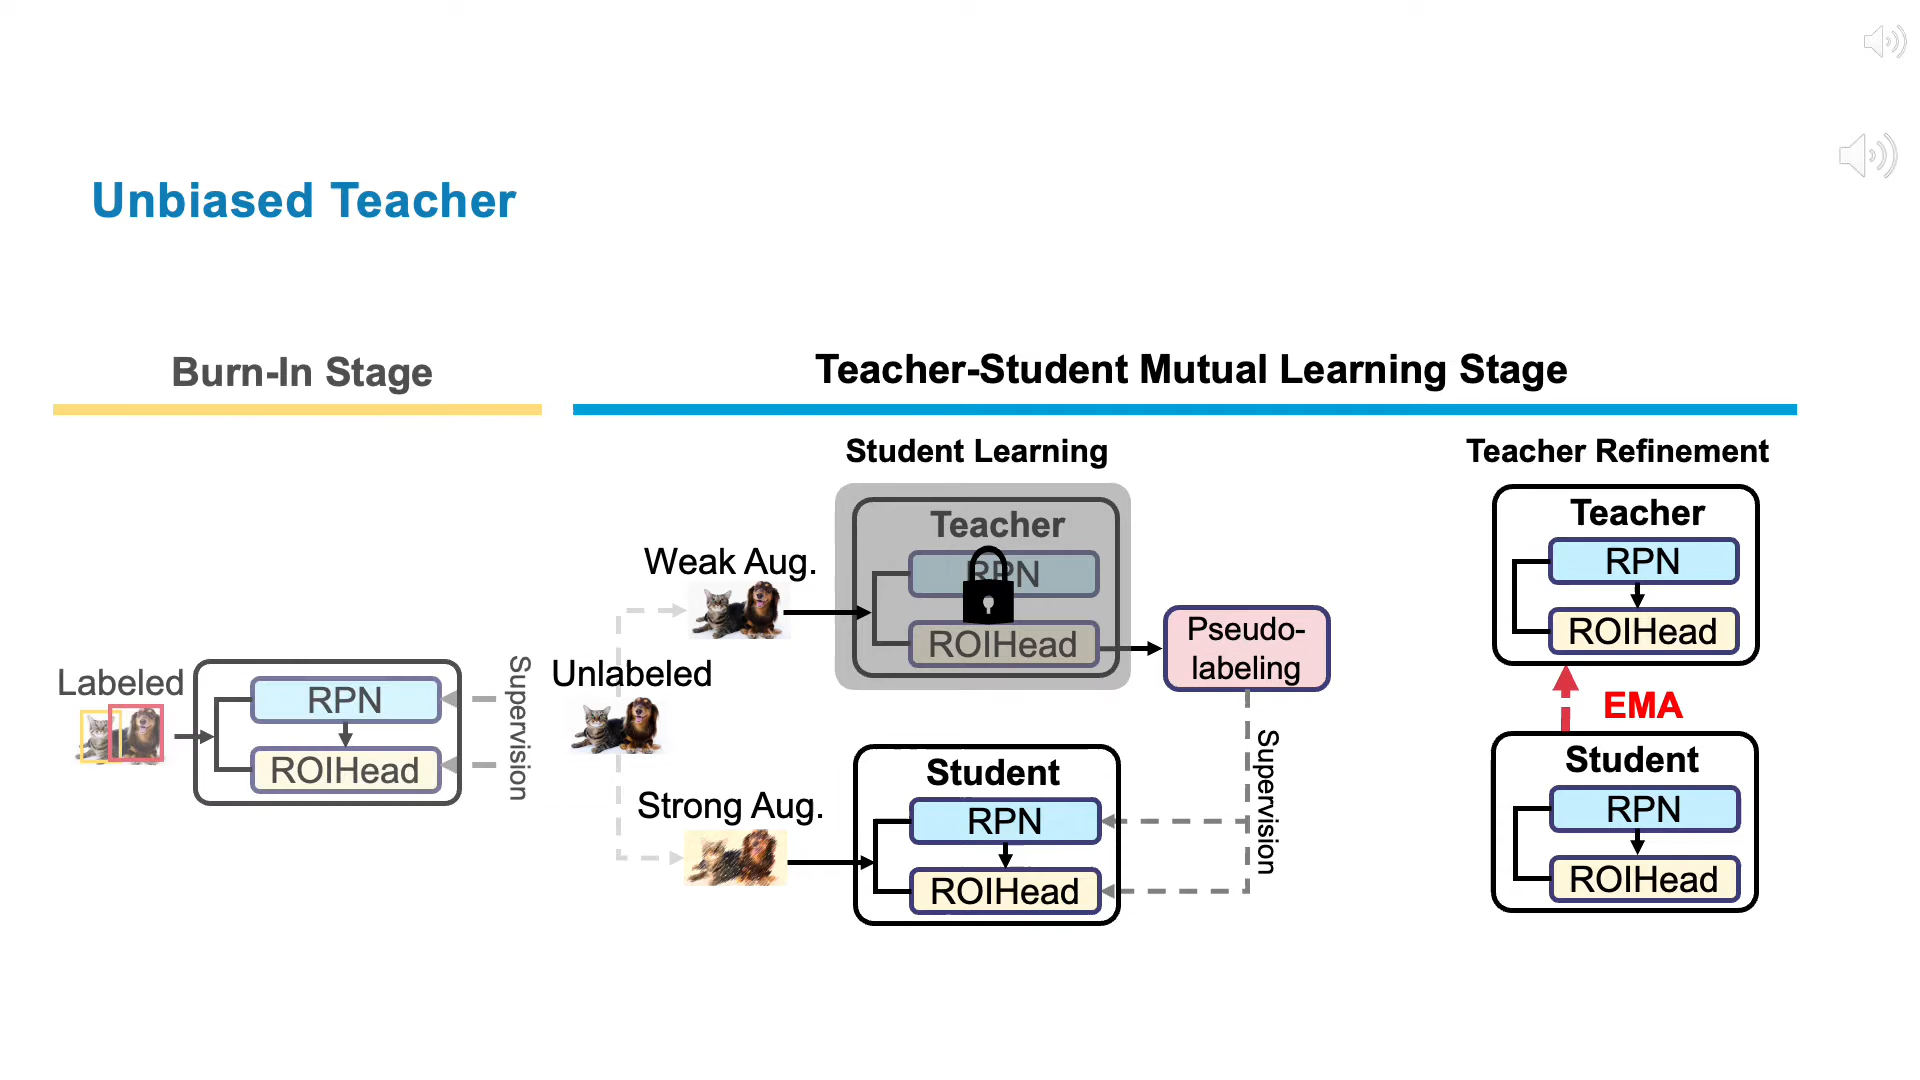 Unbiased Teacher
Burn-In Stage
Teacher-Student Mutual Learning Stage
Labeled
RPN
ROIHead
Supervision
Student Learning
Unlabeled
Weak Aug.
Teacher
RPN
ROIHead
Pseudo-
labeling
Strong Aug.
Student
RPN
ROIHead
Supervision
Teacher Refinement
Teacher
RPN
ROIHead
EMA
Student
RPN
ROIHead